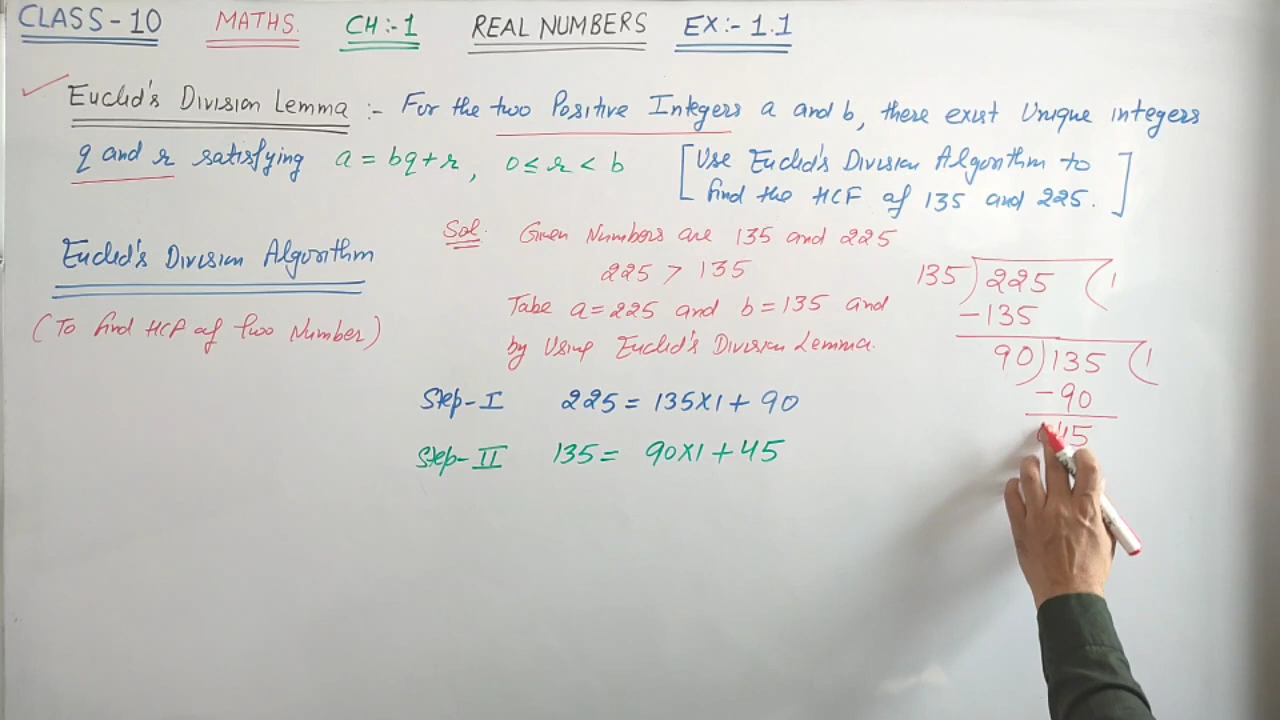 CLASS-10 MATHS. CH:-1 REAL NUMBERS EX:- 1.1
Euclid's Division Lemma :- For the two Positive Integers a and b, there exist Unique integers
q and r satisfying a = bq+r, 0 ≤ r < b
[Use Euclid's Division Algorithm to
find the HCF of 135 and 225.]
Euclid's Division Algorithm
(To find HCF of two Number)
Sol. Given Numbers are 135 and 225
225 > 135
Take a=225 and b=135 and
by Using Euclid's Division Lemma.
Step-I 225 = 135×1+ 90
Step-II 135= 90×1+45
135)225(1
-135
90)135(1
-90
045